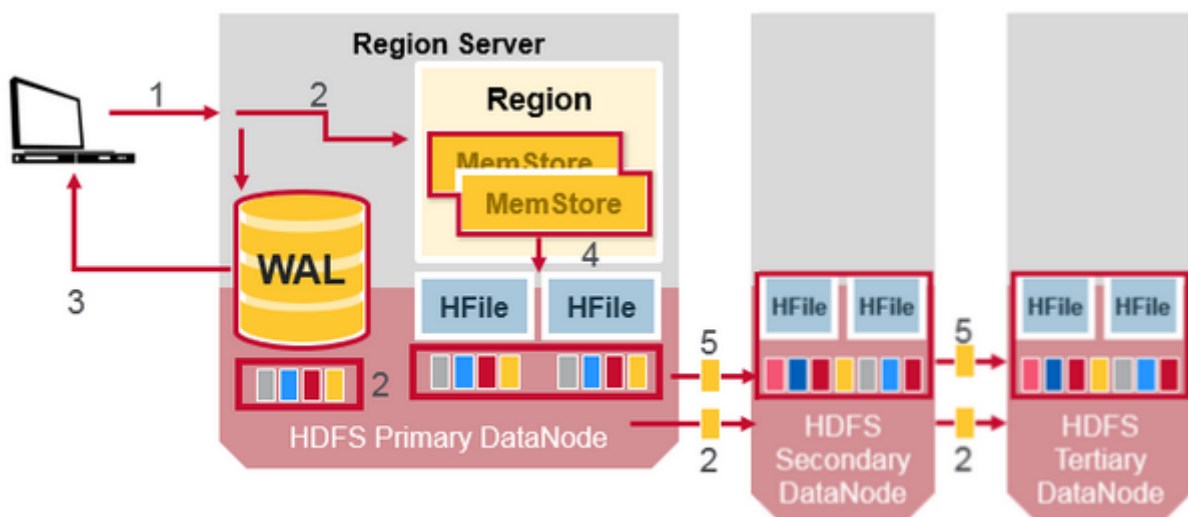 Region Server
1
2
Region
MemStore
MemStore
WAL
3
4
HFile HFile
2
HDFS Primary DataNode
5
2
HFile HFile
HDFS
Secondary
DataNode
5
2
HFile HFile
HDFS
Tertiary
DataNode